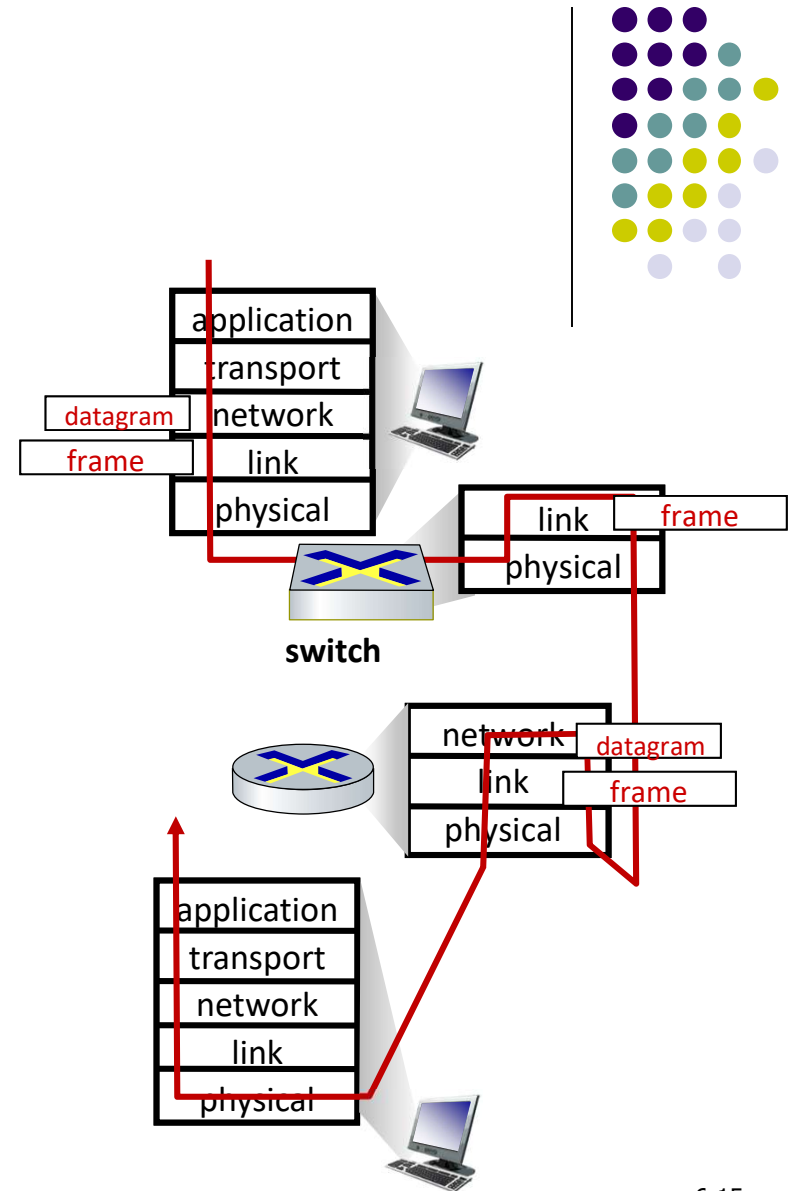 application
transport
datagram
network
frame
link
physical
link
frame
physical
switch
network
datagram
link
frame
physical
application
transport
network
link
physical